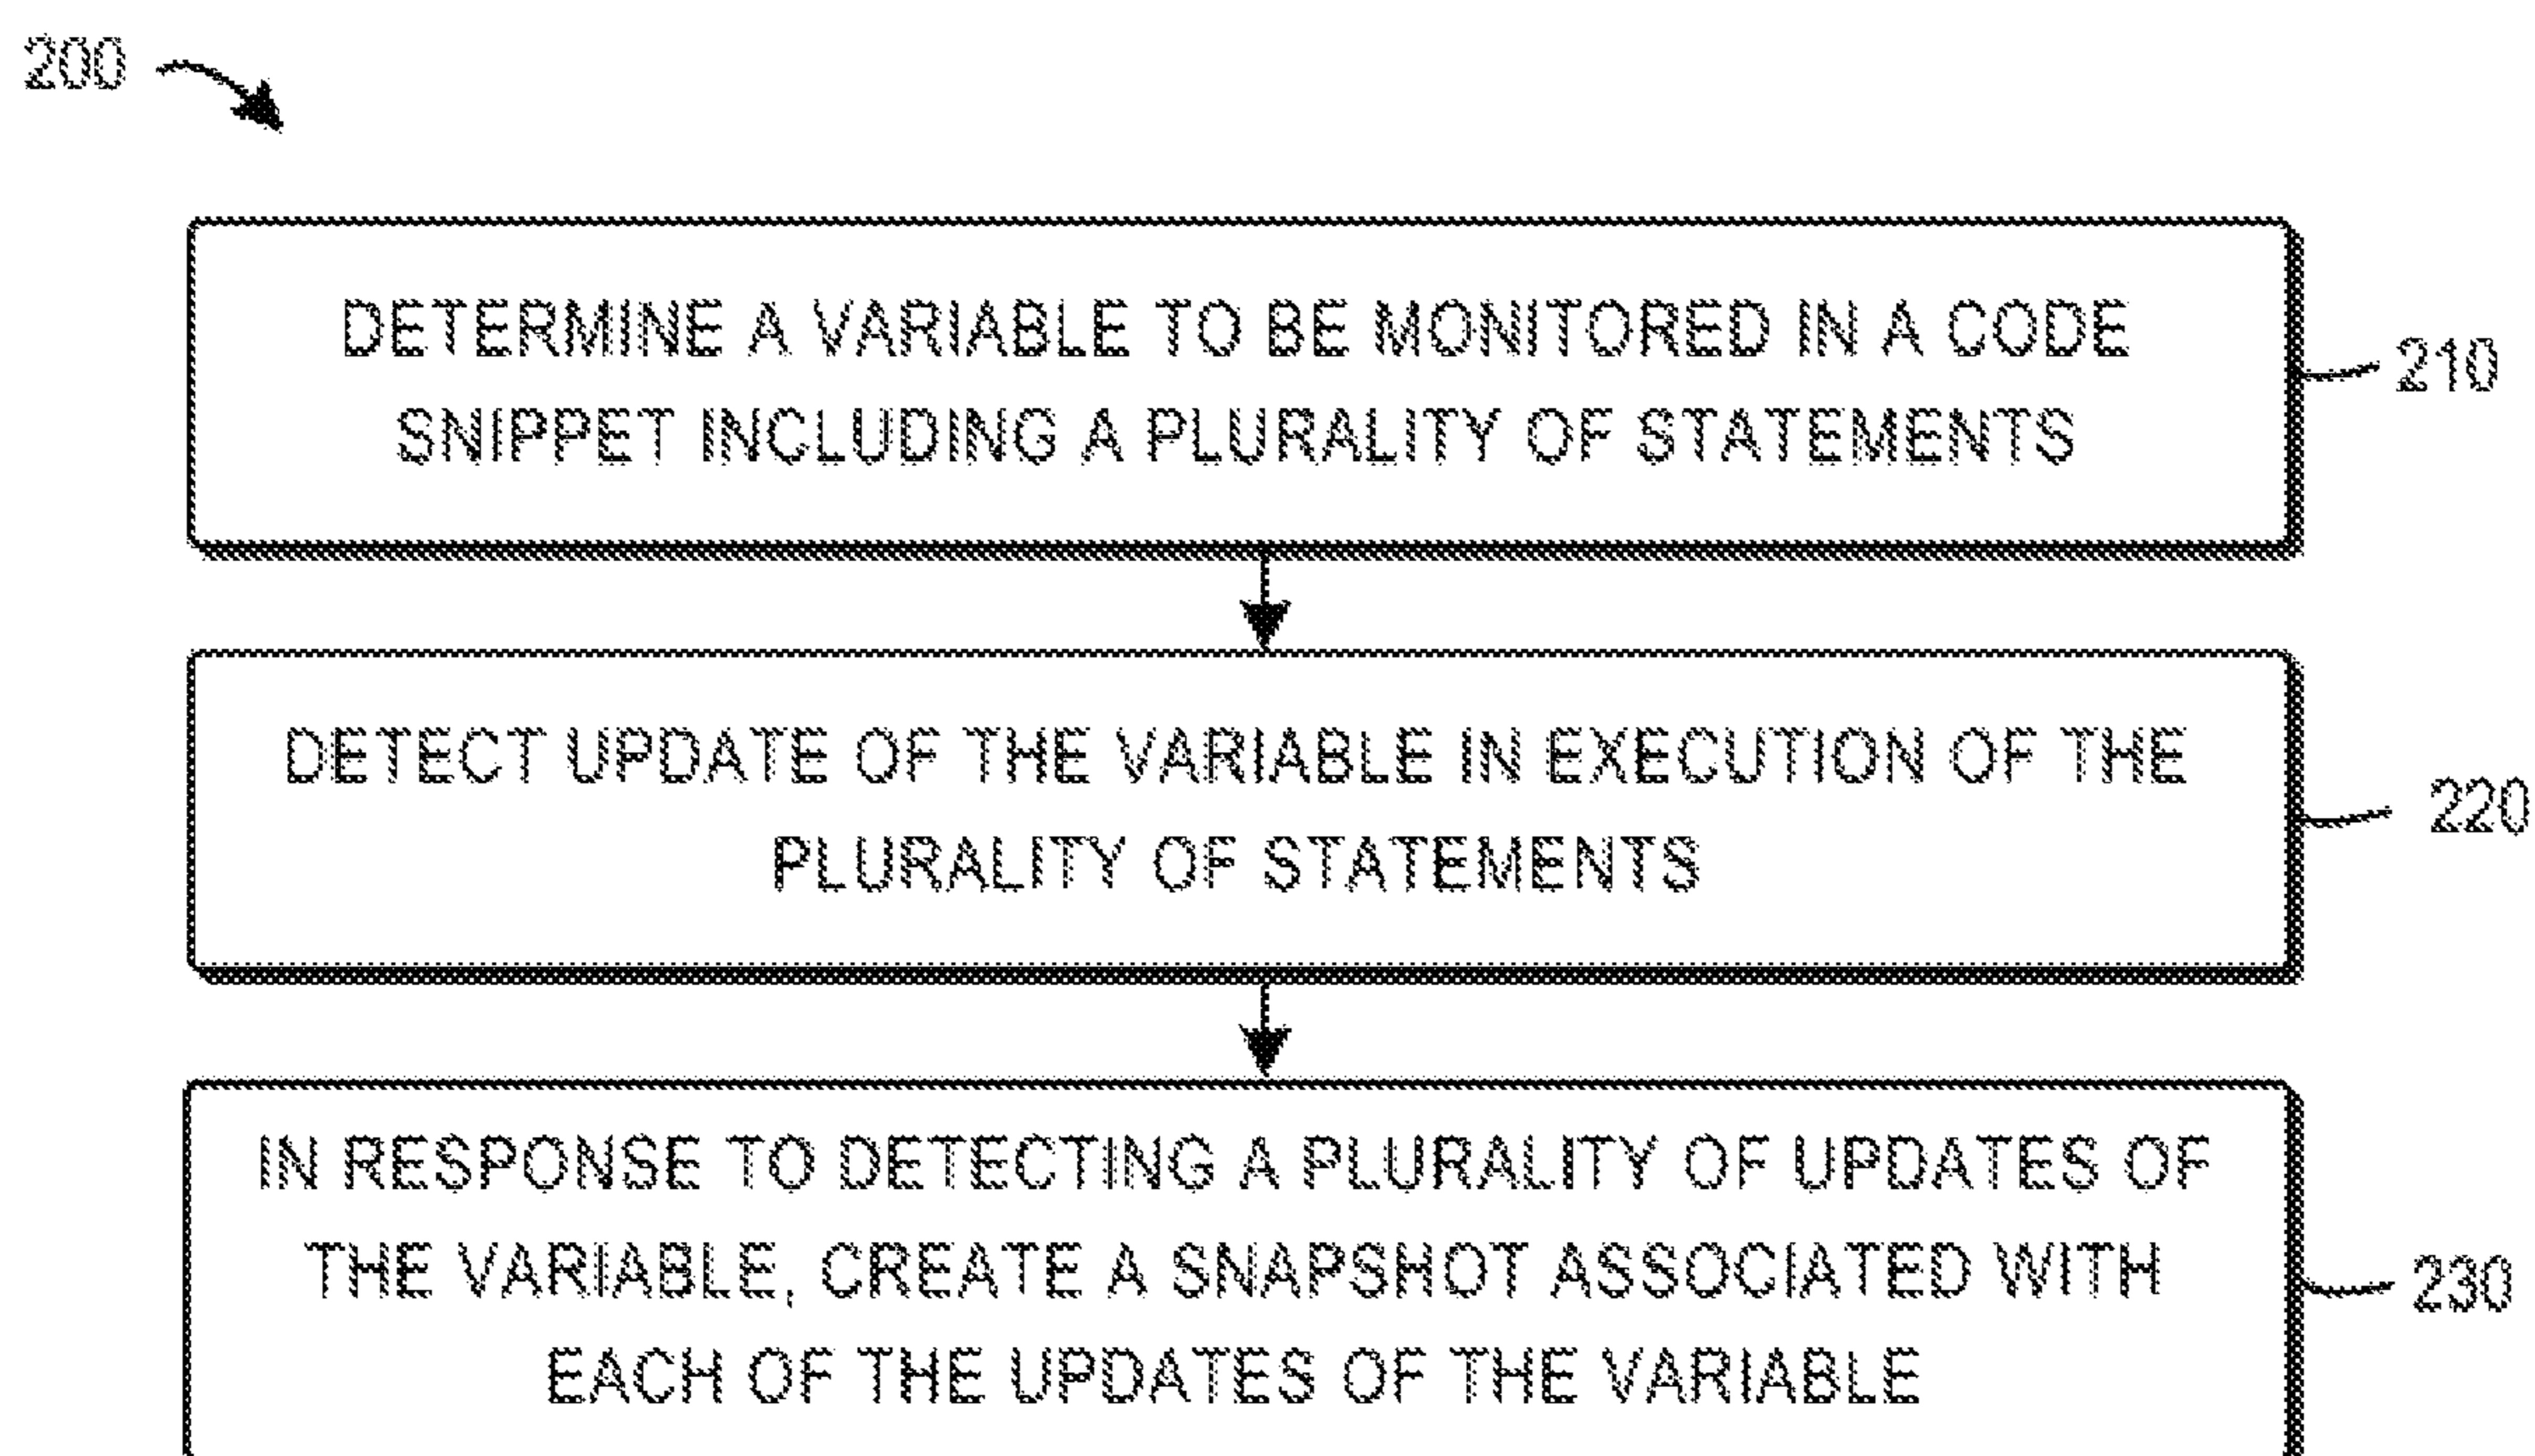 200
DETERMINE A VARIABLE TO BE MONITORED IN A CODE
SNIPPET INCLUDING A PLURALITY OF STATEMENTS
210
DETECT UPDATE OF THE VARIABLE IN EXECUTION OF THE
PLURALITY OF STATEMENTS
220
IN RESPONSE TO DETECTING A PLURALITY OF UPDATES OF
THE VARIABLE, CREATE A SNAPSHOT ASSOCIATED WITH
EACH OF THE UPDATES OF THE VARIABLE
230